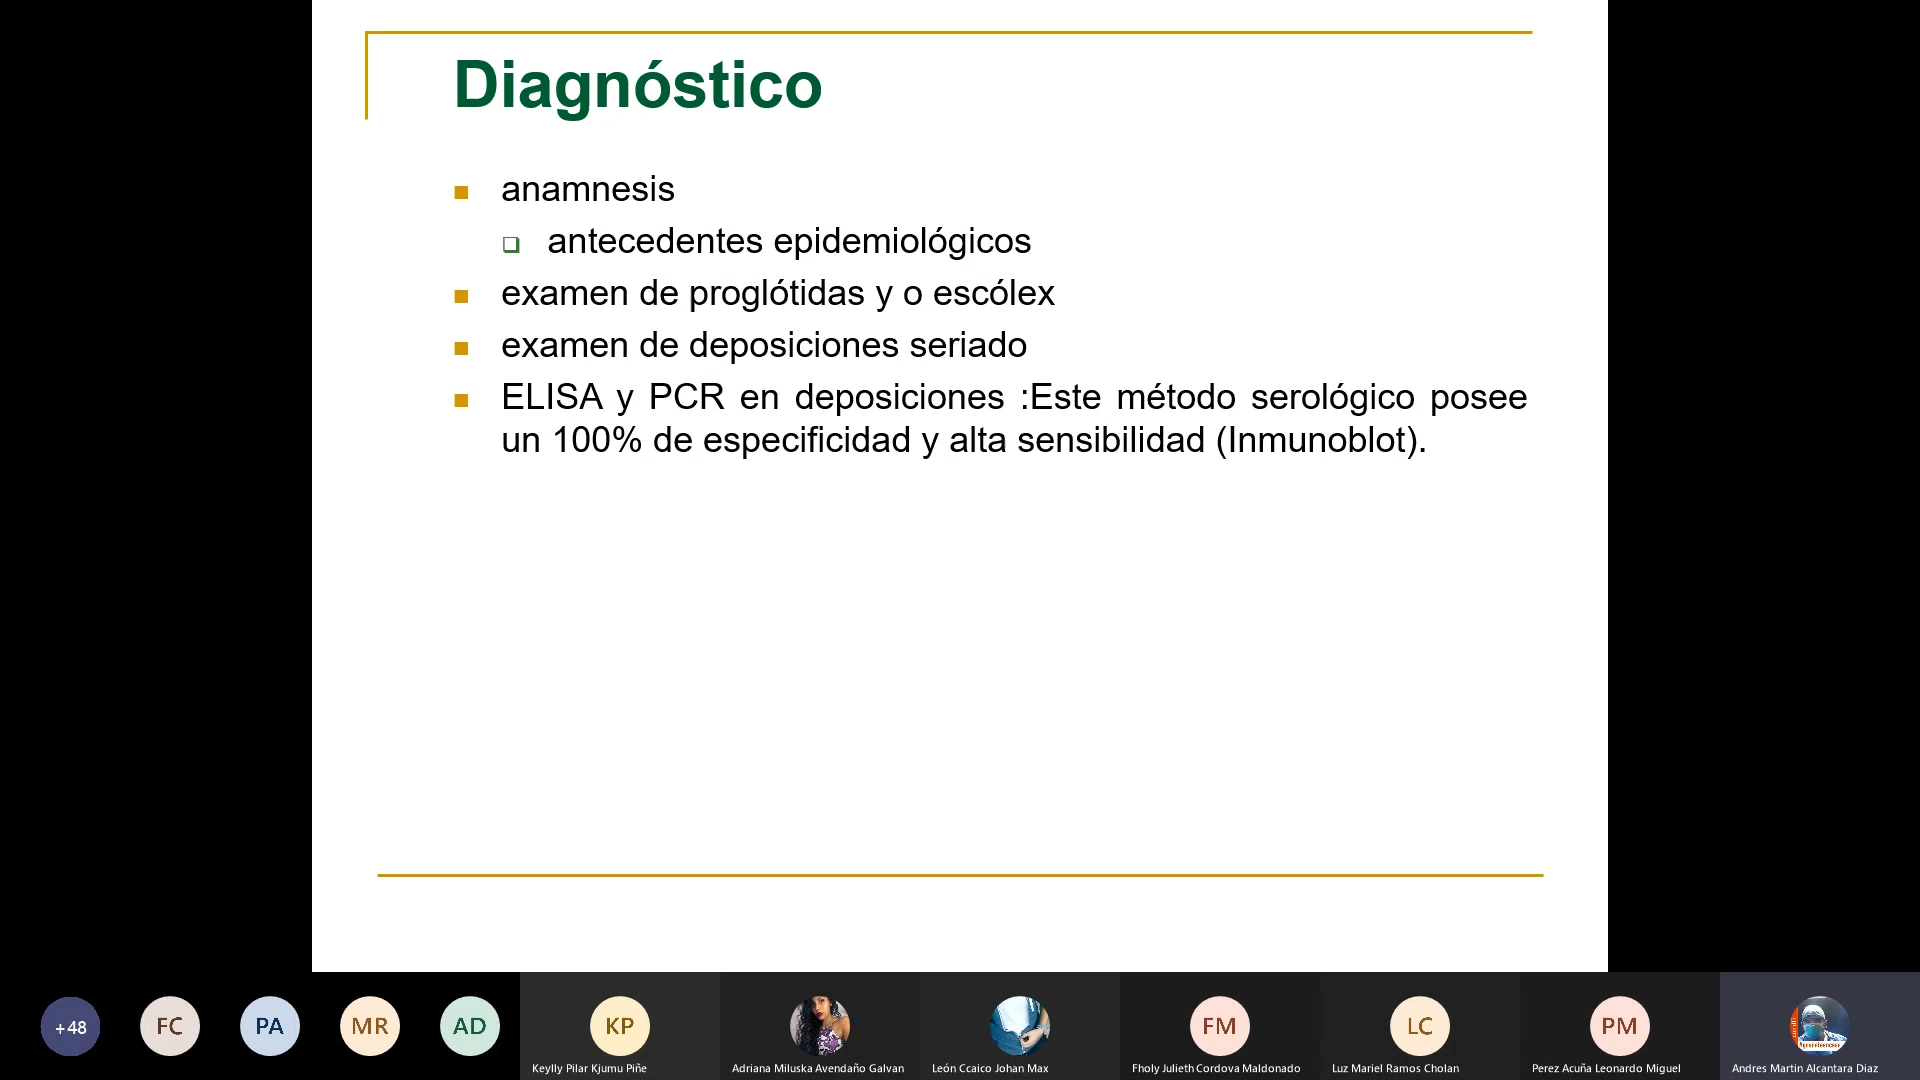 Diagnóstico
anamnesis
antecedentes epidemiológicos
examen de proglótidas y o escólex
examen de deposiciones seriado
ELISA y PCR en deposiciones :Este método serológico posee
un 100% de especificidad y alta sensibilidad (Inmunoblot).
+48
FC
PA
MR
AD
KP
FM
LC
PM
Keylly Pilar Kjumu Piñe
Adriana Miluska Avendaño Galvan
León Ccaico Johan Max
Fholy Julieth Cordova Maldonado
Luz Mariel Ramos Cholan
Perez Acuña Leonardo Miguel
Andres Martin Alcantara Diaz